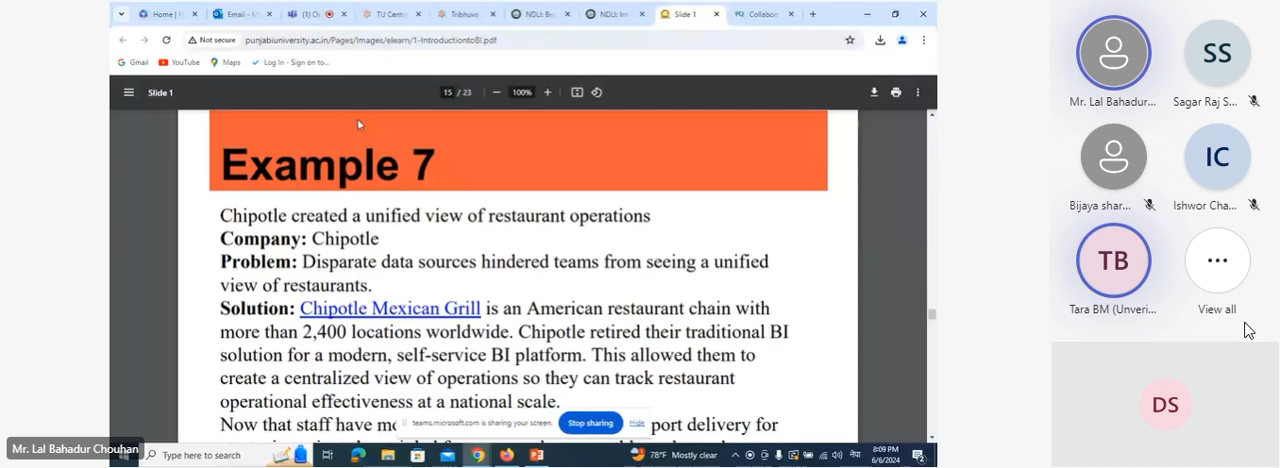 Home | N
Email - M
(1) O
TU Centr
Tribhuva
NDLI: Br
NDLI:
Slide 1
Collabor
Not secure
punjabiuniversity.ac.in/Pages/Images/elearn/1-IntroductiontoBI.pdf
Gmail
YouTube
Maps
Log In - Sign on to...
Slide 1
15 / 23
100%
Example 7
Chipotle created a unified view of restaurant operations
Company: Chipotle
Problem: Disparate data sources hindered teams from seeing a unified
view of restaurants.
Solution: Chipotle Mexican Grill is an American restaurant chain with
more than 2,400 locations worldwide. Chipotle retired their traditional BI
solution for a modern, self-service BI platform. This allowed them to
create a centralized view of operations so they can track restaurant
operational effectiveness at a national scale.
Now that staff have mo
port delivery for
teams.microsoft.com is sharing your screen.
Stop sharing
Hide
Mr. Lal Bahadur Chouhan
Type here to search
78°F Mostly clear
नेपा
8:09 PM
6/6/2024
2
Mr. Lal Bahadur...
SS
Sagar Raj S...
Bijaya shar...
IC
Ishwor Cha...
TB
Tara BM (Unveri...
View all
DS